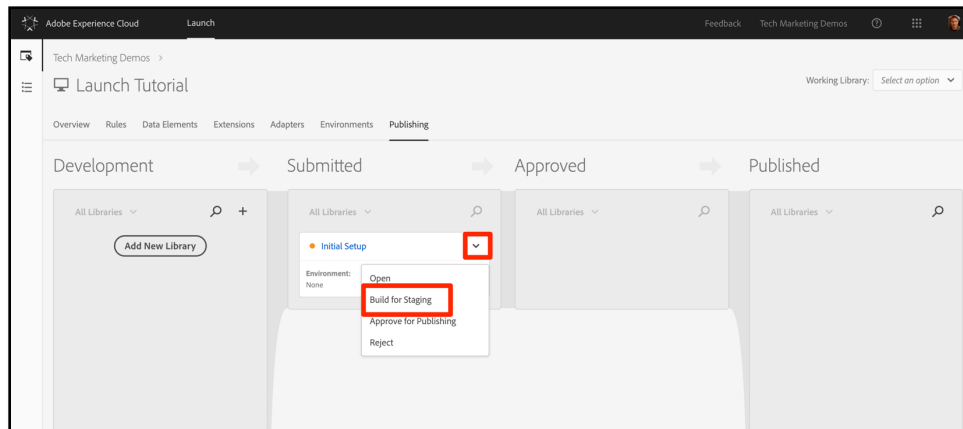 Adobe Experience Cloud Launch Feedback Tech Marketing Demos
Tech Marketing Demos >
Launch Tutorial
Working Library: Select an option
Overview Rules Data Elements Extensions Adapters Environments Publishing
Development Submitted Approved Published
All Libraries All Libraries All Libraries All Libraries
Add New Library
Initial Setup
Environment:
None
Open
Build for Staging
Approve for Publishing
Reject